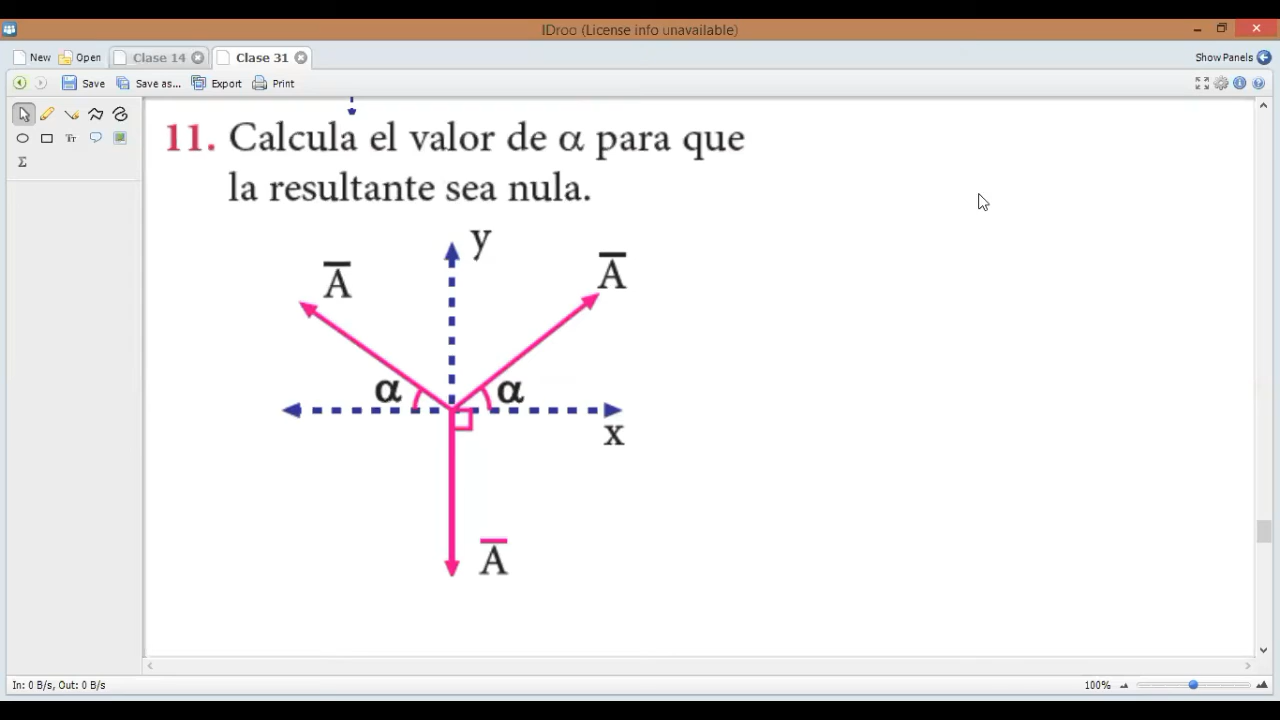 IDroo (License info unavailable)
New Open Clase 14 Clase 31 Show Panels
Save Save as... Export Print
Tr
Σ
11. Calcula el valor de α para que
la resultante sea nula.
y
A̅ A̅
α α
x
A̅
In: 0 B/s, Out: 0 B/s 100%